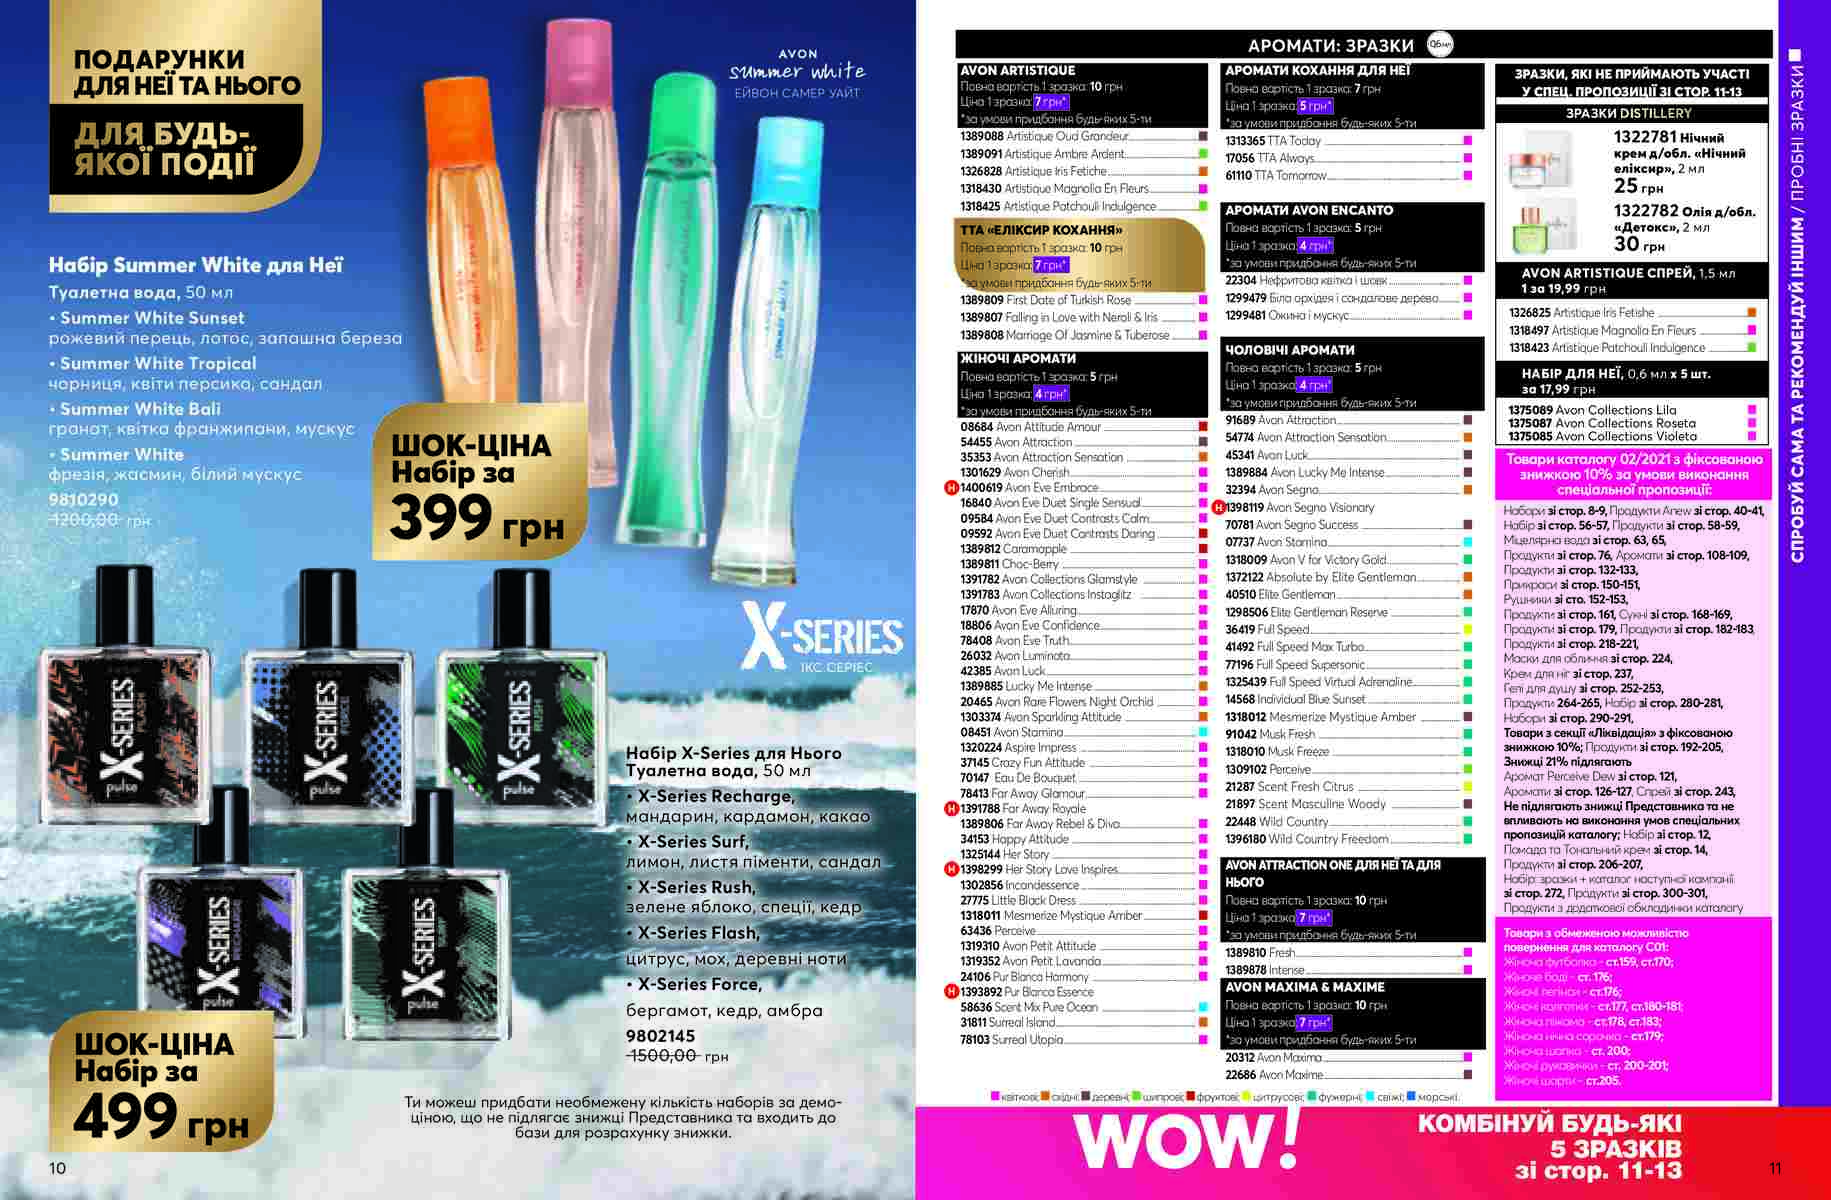 ПОДАРУНКИ
ДЛЯ НЕЇ ТА НЬОГО
ДЛЯ БУДЬ-
ЯКОЇ ПОДІЇ
AVON
summer white
ЕЙВОН САМЕР УАЙТ
Набір Summer White для Неї
Туалетна вода, 50 мл
• Summer White Sunset
рожевий перець, лотос, запашна береза
• Summer White Tropical
чорниця, квіти персика, сандал
• Summer White Bali
гранат, квітка франжипани, мускус
• Summer White
фрезія, жасмин, білий мускус
9810290
1200,00 грн
ШОК-ЦІНА
Набір за
399 грн
X-SERIES
ІКС СЕРІЕС
X-SERIES
FLASH
pulse
X-SERIES
FORCE
pulse
X-SERIES
RUSH
pulse
X-SERIES
RECHARGE
pulse
X-SERIES
SURF
pulse
Набір X-Series для Нього
Туалетна вода, 50 мл
• X-Series Recharge,
мандарин, кардамон, какао
• X-Series Surf,
лимон, листя піменти, сандал
• X-Series Rush,
зелене яблоко, спеції, кедр
• X-Series Flash,
цитрус, мох, деревні ноти
• X-Series Force,
бергамот, кедр, амбра
9802145
1500,00 грн
ШОК-ЦІНА
Набір за
499 грн
Ти можеш придбати необмежену кількість наборів за демо-
ціною, що не підлягає знижці Представника та входить до
бази для розрахунку знижки.
10
АРОМАТИ: ЗРАЗКИ 0,6 мл
AVON ARTISTIQUE
Повна вартість 1 зразка: 10 грн
Ціна 1 зразка: 7 грн*
*за умови придбання будь-яких 5-ти
1389088 Artistique Oud Grandeur
1389091 Artistique Ambre Ardent
1326828 Artistique Iris Fetiche
1318430 Artistique Magnolia En Fleurs
1318425 Artistique Patchouli Indulgence
ТТА «ЕЛІКСИР КОХАННЯ»
Повна вартість 1 зразка: 10 грн
Ціна 1 зразка: 7 грн*
*за умови придбання будь-яких 5-ти
1389809 First Date of Turkish Rose
1389807 Falling in Love with Neroli & Iris
1389808 Marriage Of Jasmine & Tuberose
ЖІНОЧІ АРОМАТИ
Повна вартість 1 зразка: 5 грн
Ціна 1 зразка: 4 грн*
*за умови придбання будь-яких 5-ти
08684 Avon Attitude Amour
54455 Avon Attraction
35353 Avon Attraction Sensation
1301629 Avon Cherish
Н 1400619 Avon Eve Embrace
16840 Avon Eve Duet Single Sensual
09584 Avon Eve Duet Contrasts Calm
09592 Avon Eve Duet Contrasts Daring
1389812 Caramapple
1389811 Choc-Berry
1391782 Avon Collections Glamstyle
1391783 Avon Collections Instaglitz
17870 Avon Eve Alluring
18806 Avon Eve Confidence
78408 Avon Eve Truth
26032 Avon Luminata
42385 Avon Luck
1389885 Lucky Me Intense
20465 Avon Rare Flowers Night Orchid
1303374 Avon Sparkling Attitude
08451 Avon Stamina
1320224 Aspire Impress
37145 Crazy Fun Attitude
70147 Eau De Bouquet
78413 Far Away Glamour
Н 1391788 Far Away Royale
1389806 Far Away Rebel & Diva
34153 Happy Attitude
1325144 Her Story
Н 1398299 Her Story Love Inspires
1302856 Incandessence
27775 Little Black Dress
1318011 Mesmerize Mystique Amber
63436 Perceive
1319310 Avon Petit Attitude
1319352 Avon Petit Lavanda
24106 Pur Blanca Harmony
Н 1393892 Pur Blanca Essence
58636 Scent Mix Pure Ocean
31811 Surreal Island
78103 Surreal Utopia
АРОМАТИ КОХАННЯ ДЛЯ НЕЇ
Повна вартість 1 зразка: 7 грн
Ціна 1 зразка: 5 грн*
*за умови придбання будь-яких 5-ти
1313365 TTA Today
17056 TTA Always
61110 TTA Tomorrow
АРОМАТИ AVON ENCANTO
Повна вартість 1 зразка: 5 грн
Ціна 1 зразка: 4 грн*
*за умови придбання будь-яких 5-ти
22304 Нефритова квітка і шовк
1299479 Біла орхідея і сандалове дерево
1299481 Ожина і мускус
ЧОЛОВІЧІ АРОМАТИ
Повна вартість 1 зразка: 5 грн
Ціна 1 зразка: 4 грн*
*за умови придбання будь-яких 5-ти
91689 Avon Attraction
54774 Avon Attraction Sensation
45341 Avon Luck
1389884 Avon Lucky Me Intense
32394 Avon Segno
Н 1398119 Avon Segno Visionary
70781 Avon Segno Success
07737 Avon Stamina
1318009 Avon V for Victory Gold
1372122 Absolute by Elite Gentleman
40510 Elite Gentleman
1298506 Elite Gentleman Reserve
36419 Full Speed
41492 Full Speed Max Turbo
77196 Full Speed Supersonic
1325439 Full Speed Virtual Adrenaline
14568 Individual Blue Sunset
1318012 Mesmerize Mystique Amber
91042 Musk Fresh
1318010 Musk Freeze
1309102 Perceive
21287 Scent Fresh Citrus
21897 Scent Masculine Woody
22448 Wild Country
1396180 Wild Country Freedom
AVON ATTRACTION ONE ДЛЯ НЕЇ ТА ДЛЯ
НЬОГО
Повна вартість 1 зразка: 10 грн
Ціна 1 зразка: 7 грн*
*за умови придбання будь-яких 5-ти
1389810 Fresh
1389878 Intense
AVON MAXIMA & MAXIME
Повна вартість 1 зразка: 10 грн
Ціна 1 зразка: 7 грн*
*за умови придбання будь-яких 5-ти
20312 Avon Maxima
22686 Avon Maxime
квіткові; східні; деревні; шипрові; фруктові; цитрусові; фужерні; свіжі; морські.
ЗРАЗКИ, ЯКІ НЕ ПРИЙМАЮТЬ УЧАСТІ
У СПЕЦ. ПРОПОЗИЦІЇ ЗІ СТОР. 11-13
ЗРАЗКИ DISTILLERY
1322781 Нічний
крем д/обл. «Нічний
еліксир», 2 мл
25 грн
1322782 Олія д/обл.
«Детокс», 2 мл
30 грн
AVON ARTISTIQUE СПРЕЙ, 1,5 мл
1 за 19,99 грн
1326825 Artistique Iris Fetishe
1318497 Artistique Magnolia En Fleurs
1318423 Artistique Patchouli Indulgence
НАБІР ДЛЯ НЕЇ, 0,6 мл x 5 шт.
за 17,99 грн
1375089 Avon Collections Lila
1375087 Avon Collections Roseta
1375085 Avon Collections Violeta
Товари каталогу 02/2021 з фіксованою
знижкою 10% за умови виконання
спеціальної пропозиції:
Набори зі стор. 8-9, Продукти Anew зі стор. 40-41,
Набір зі стор. 56-57, Продукти зі стор. 58-59,
Міцелярна вода зі стор. 63, 65,
Продукти зі стор. 76, Аромати зі стор. 108-109,
Продукти зі стор. 132-133,
Прикраси зі стор. 150-151,
Рушники зі сто. 152-153,
Продукти зі стор. 161, Сукні зі стор. 168-169,
Продукти зі стор. 179, Продукти зі стор. 182-183,
Продукти зі стор. 218-221,
Маски для обличчя зі стор. 224,
Крем для ніг зі стор. 237,
Гелі для душу зі стор. 252-253,
Продукти 264-265, Набір зі стор. 280-281,
Набори зі стор. 290-291,
Товари з секції «Ліквідація» з фіксованою
знижкою 10%; Продукти зі стор. 192-205,
Знижці 21% підлягають
Аромат Perceive Dew зі стор. 121,
Аромати зі стор. 126-127, Спрей зі стор. 243,
Не підлягають знижці Представника та не
впливають на виконання умов спеціальних
пропозицій каталогу; Набір зі стор. 12,
Помада та Тональний крем зі стор. 14,
Продукти зі стор. 206-207,
Набір: зразки + каталог наступної кампанії
зі стор. 272, Продукти зі стор. 300-301,
Продукти з додаткової обкладинки каталогу
Товари з обмеженою можливістю
повернення для каталогу C01:
Жіноча футболка - ст.159, ст.170;
Жіноче боді - ст.176;
Жіночі легінси - ст.176;
Жіночі колготки - ст.177, ст.180-181;
Жіноча піжама - ст.178, ст.183;
Жіноча нічна сорочка - ст.179;
Жіноча шапка - ст. 200;
Жіночі рукавички - ст. 200-201;
Жіночі шарти - ст.205.
СПРОБУЙ САМА ТА РЕКОМЕНДУЙ ІНШИМ / ПРОБНІ ЗРАЗКИ
WOW!
КОМБІНУЙ БУДЬ-ЯКІ
5 ЗРАЗКІВ
зі стор. 11-13
11